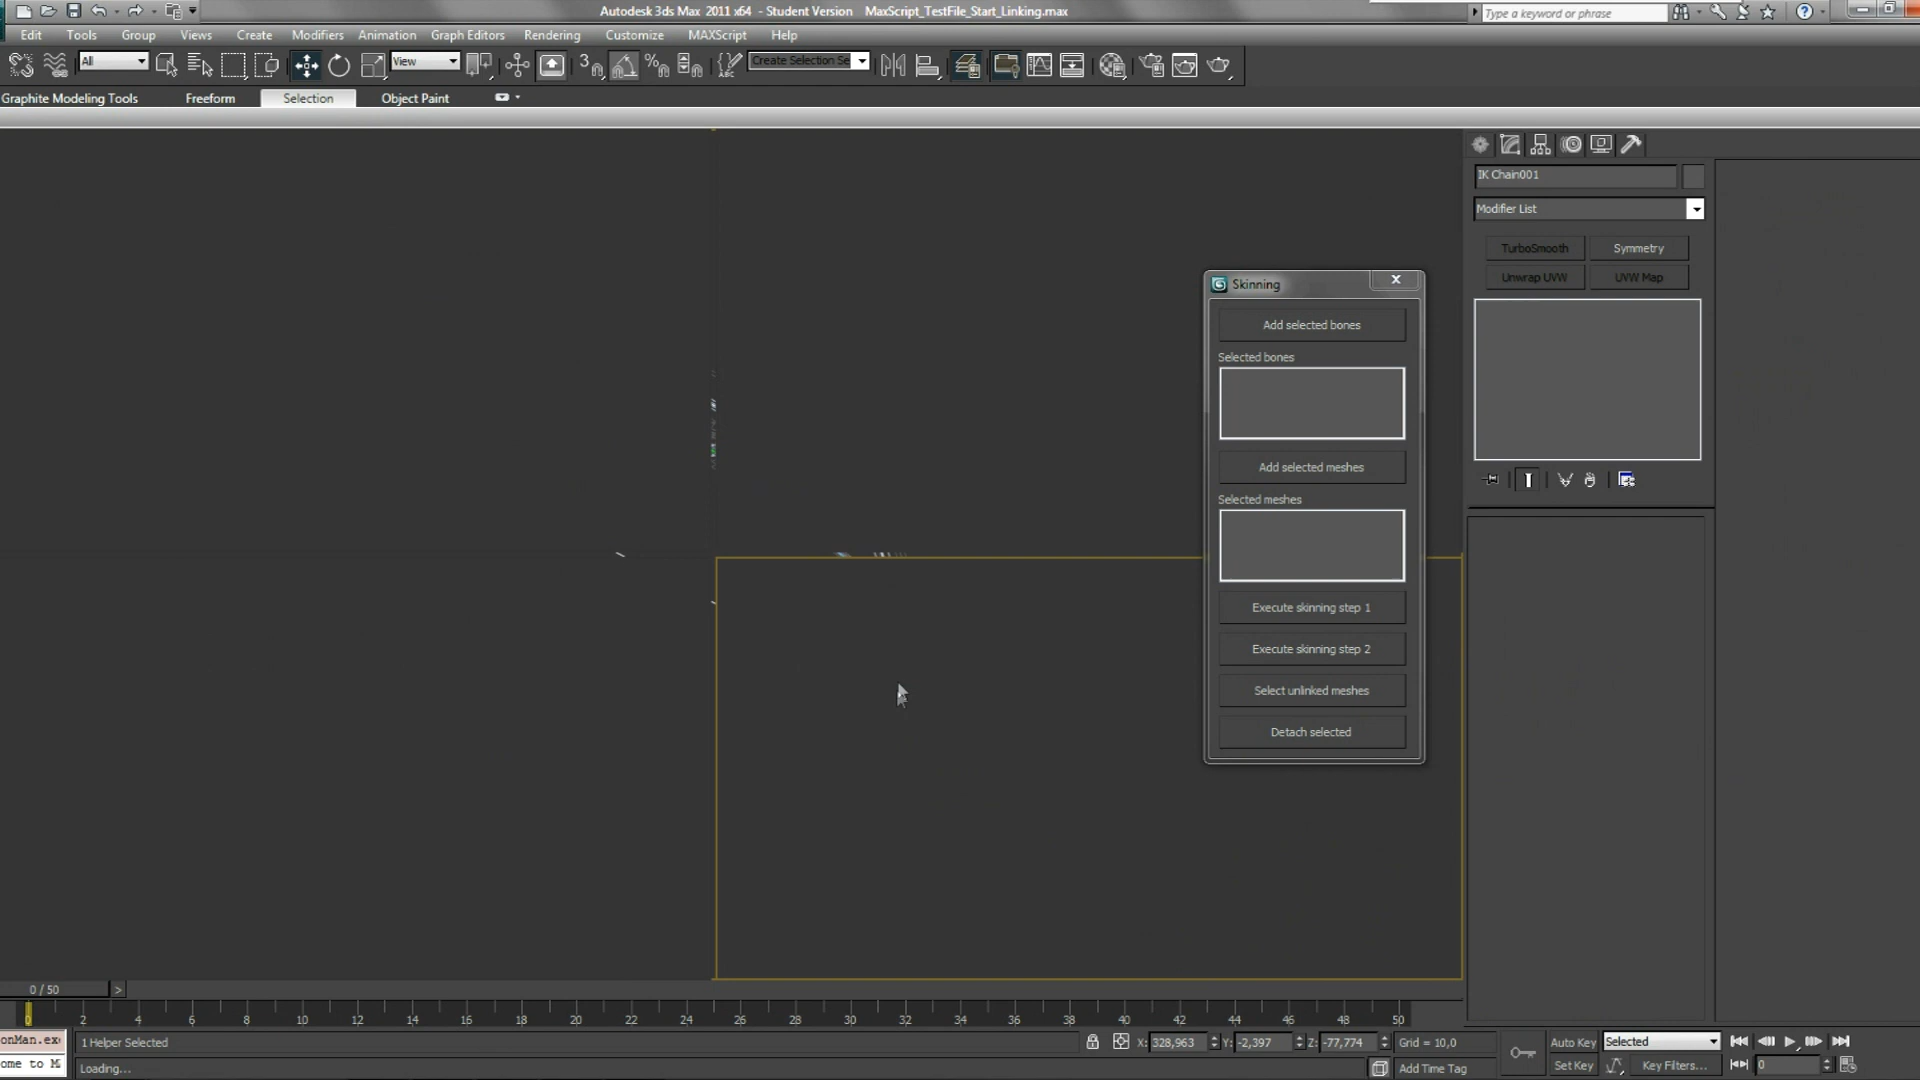 Autodesk 3ds Max 2011 x64 - Student Version MaxScript_TestFile_Start_Linking.max
Type a keyword or phrase
Edit Tools Group Views Create Modifiers Animation Graph Editors Rendering Customize MAXScript Help
All View 3 Create Selection Se
Graphite Modeling Tools Freeform Selection Object Paint
IK Chain001
Modifier List
TurboSmooth Symmetry
Unwrap UVW UVW Map
Skinning
Add selected bones
Selected bones
Add selected meshes
Selected meshes
Execute skinning step 1
Execute skinning step 2
Select unlinked meshes
Detach selected
0 / 50 >
0 2 4 6 8 10 12 14 16 18 20 22 24 26 28 30 32 34 36 38 40 42 44 46 48 50
onMan.ex 1 Helper Selected X: 328,963 Y: -2,397 Z: -77,774 Grid = 10,0 Auto Key Selected
ome to M Loading... Add Time Tag Set Key Key Filters... 0